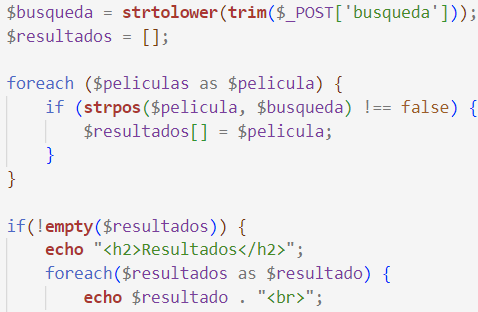 $busqueda = strtolower(trim($_POST['busqueda']));
$resultados = [];

foreach ($peliculas as $pelicula) {
    if (strpos($pelicula, $busqueda) !== false) {
        $resultados[] = $pelicula;
    }
}

if(!empty($resultados)) {
    echo "<h2>Resultados</h2>";
    foreach($resultados as $resultado) {
        echo $resultado . "<br>";